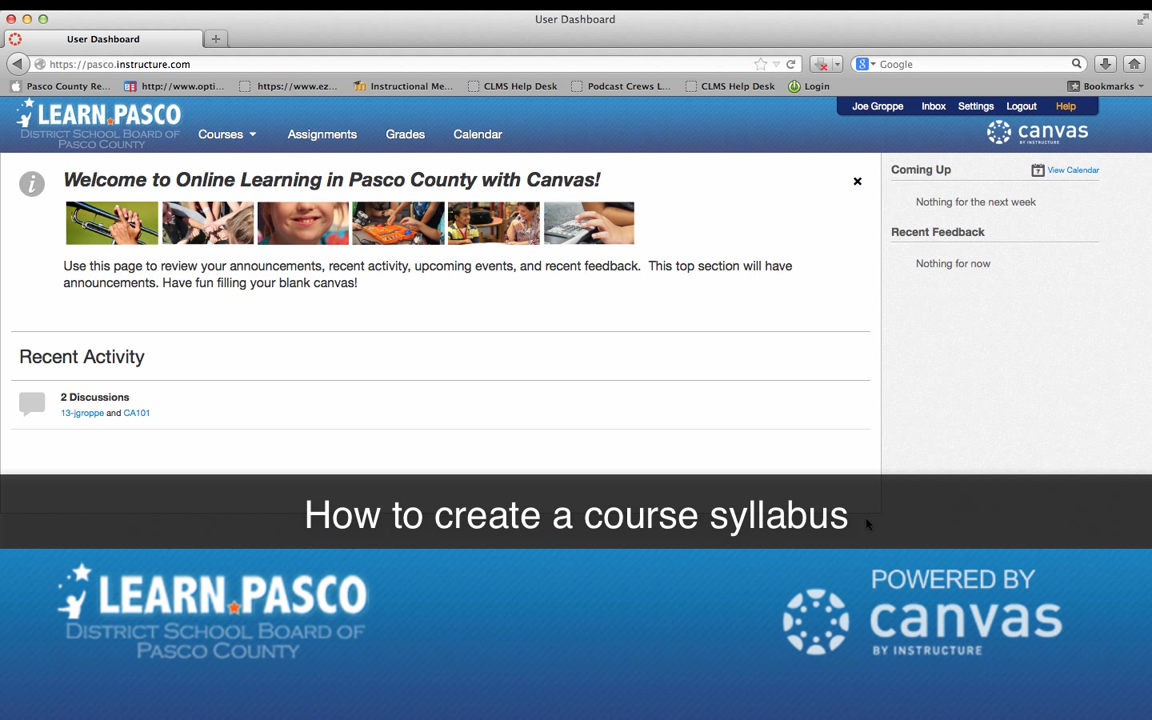 User Dashboard
User Dashboard
https://pasco.instructure.com
Google
Pasco County Re...
http://www.opti...
https://www.ez...
Instructional Me...
CLMS Help Desk
Podcast Crews L...
CLMS Help Desk
Login
Bookmarks
LEARN.PASCO
DISTRICT SCHOOL BOARD OF
PASCO COUNTY
Courses
Assignments
Grades
Calendar
Joe Groppe
Inbox
Settings
Logout
Help
canvas
BY INSTRUCTURE
Welcome to Online Learning in Pasco County with Canvas!
Use this page to review your announcements, recent activity, upcoming events, and recent feedback.  This top section will have
announcements. Have fun filling your blank canvas!
Coming Up
View Calendar
Nothing for the next week
Recent Feedback
Nothing for now
Recent Activity
2 Discussions
13-jgroppe and CA101
How to create a course syllabus
LEARN.PASCO
DISTRICT SCHOOL BOARD OF
PASCO COUNTY
POWERED BY
canvas
BY INSTRUCTURE